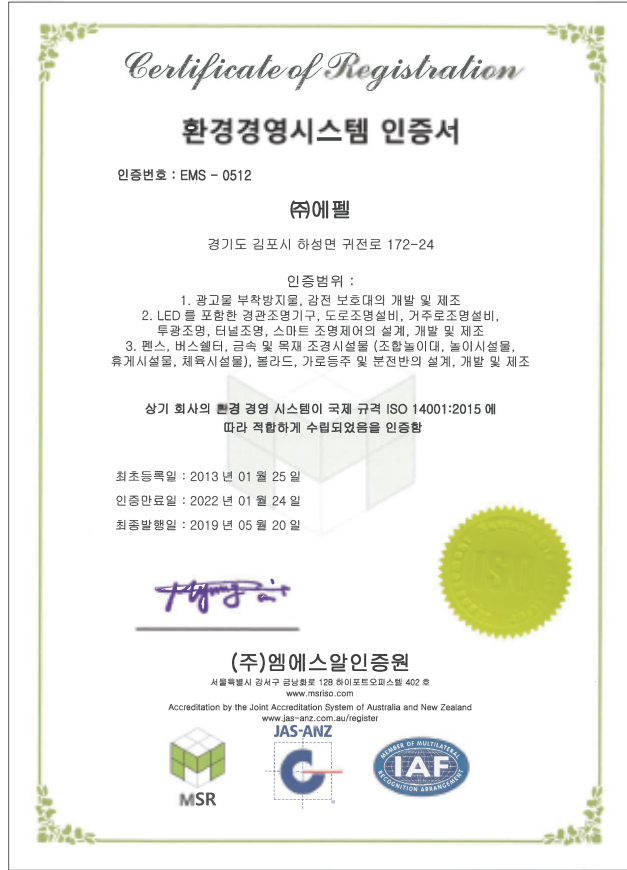 Certificate of Registration
환경경영시스템 인증서
인증번호 : EMS - 0512
㈜에펠
경기도 김포시 하성면 귀전로 172-24
인증범위 :
1. 광고물 부착방지물, 감전 보호대의 개발 및 제조
2. LED 를 포함한 경관조명기구, 도로조명설비, 거주로조명설비,
투광조명, 터널조명, 스마트 조명제어의 설계, 개발 및 제조
3. 펜스, 버스쉘터, 금속 및 목재 조경시설물 (조합놀이대, 놀이시설물,
휴게시설물, 체육시설물), 볼라드, 가로등주 및 분전반의 설계, 개발 및 제조
상기 회사의 환경 경영 시스템이 국제 규격 ISO 14001:2015 에
따라 적합하게 수립되었음을 인증함
최초등록일 : 2013 년 01 월 25 일
인증만료일 : 2022 년 01 월 24 일
최종발행일 : 2019 년 05 월 20 일
(주)엠에스알인증원
서울특별시 강서구 금낭화로 128 하이포트오피스텔 402 호
www.msriso.com
Accreditation by the Joint Accreditation System of Australia and New Zealand
www.jas-anz.com.au/register
MSR
JAS-ANZ
MEMBER OF MULTILATERAL
IAF
RECOGNITION ARRANGEMENT